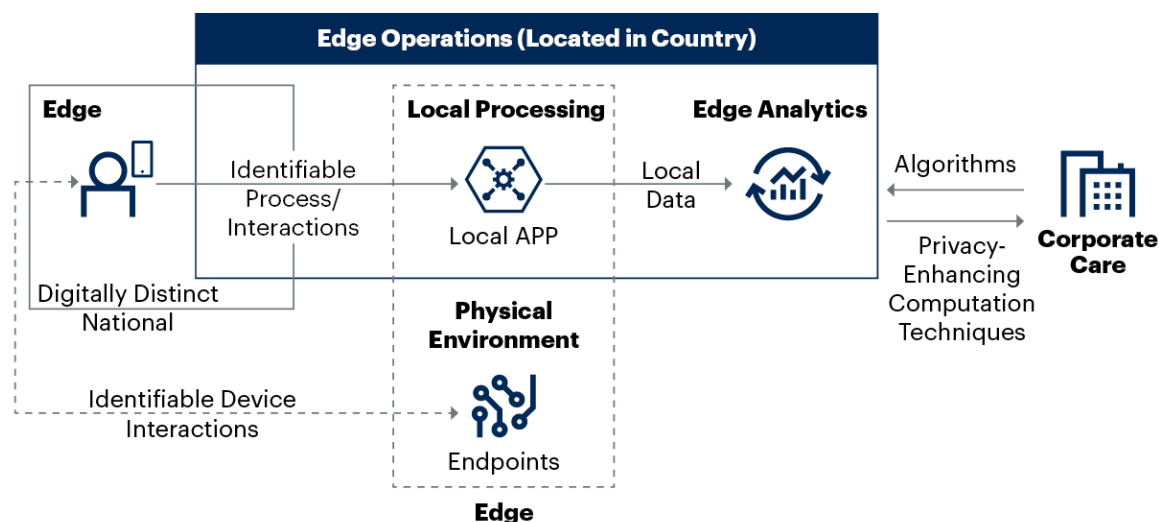 Edge Operations (Located in Country)
Edge
Local Processing
Edge Analytics
Identifiable
Process/
Interactions
Local APP
Local
Data
Algorithms
Privacy-
Enhancing
Computation
Techniques
Corporate
Care
Digitally Distinct
National
Physical
Environment
Identifiable Device
Interactions
Endpoints
Edge